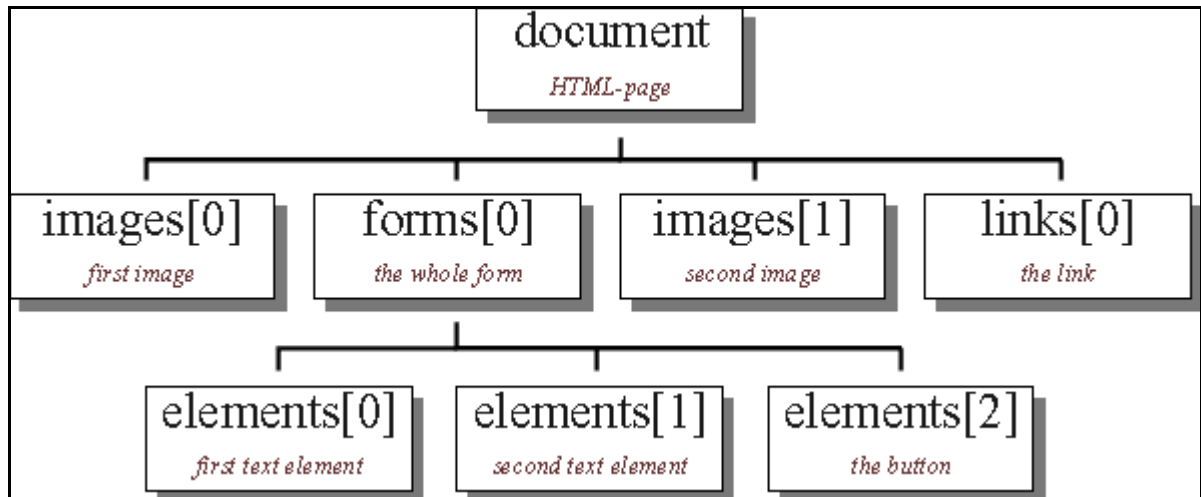 document
HTML-page
images[0] forms[0] images[1] links[0]
first image the whole form second image the link
elements[0] elements[1] elements[2]
first text element second text element the button